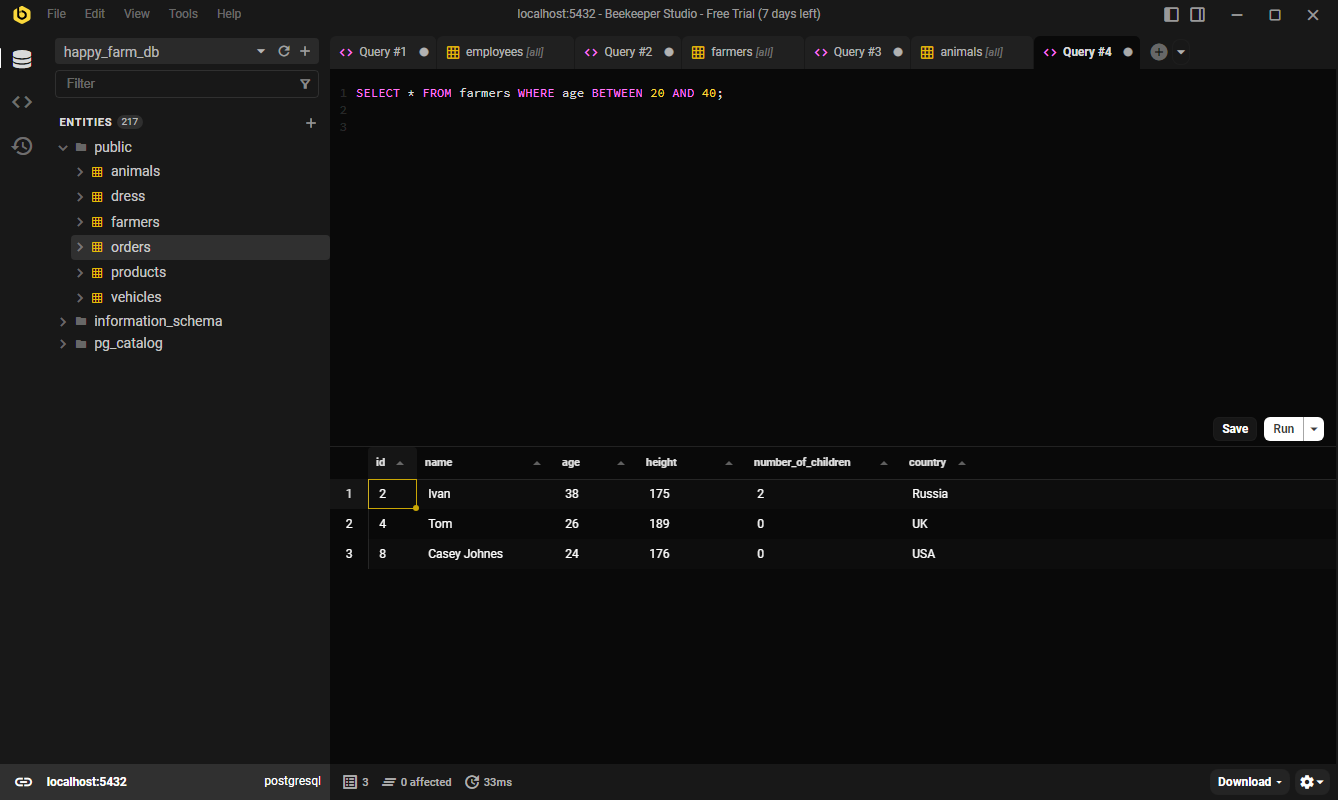 File Edit View Tools Help localhost:5432 - Beekeeper Studio - Free Trial (7 days left)
happy_farm_db
Filter
ENTITIES 217
public
animals
dress
farmers
orders
products
vehicles
information_schema
pg_catalog
Query #1 employees [all] Query #2 farmers [all] Query #3 animals [all] Query #4
1 SELECT * FROM farmers WHERE age BETWEEN 20 AND 40;
2
3
Save Run
id name age height number_of_children country
1 2 Ivan 38 175 2 Russia
2 4 Tom 26 189 0 UK
3 8 Casey Johnes 24 176 0 USA
localhost:5432 postgresql 3 0 affected 33ms Download